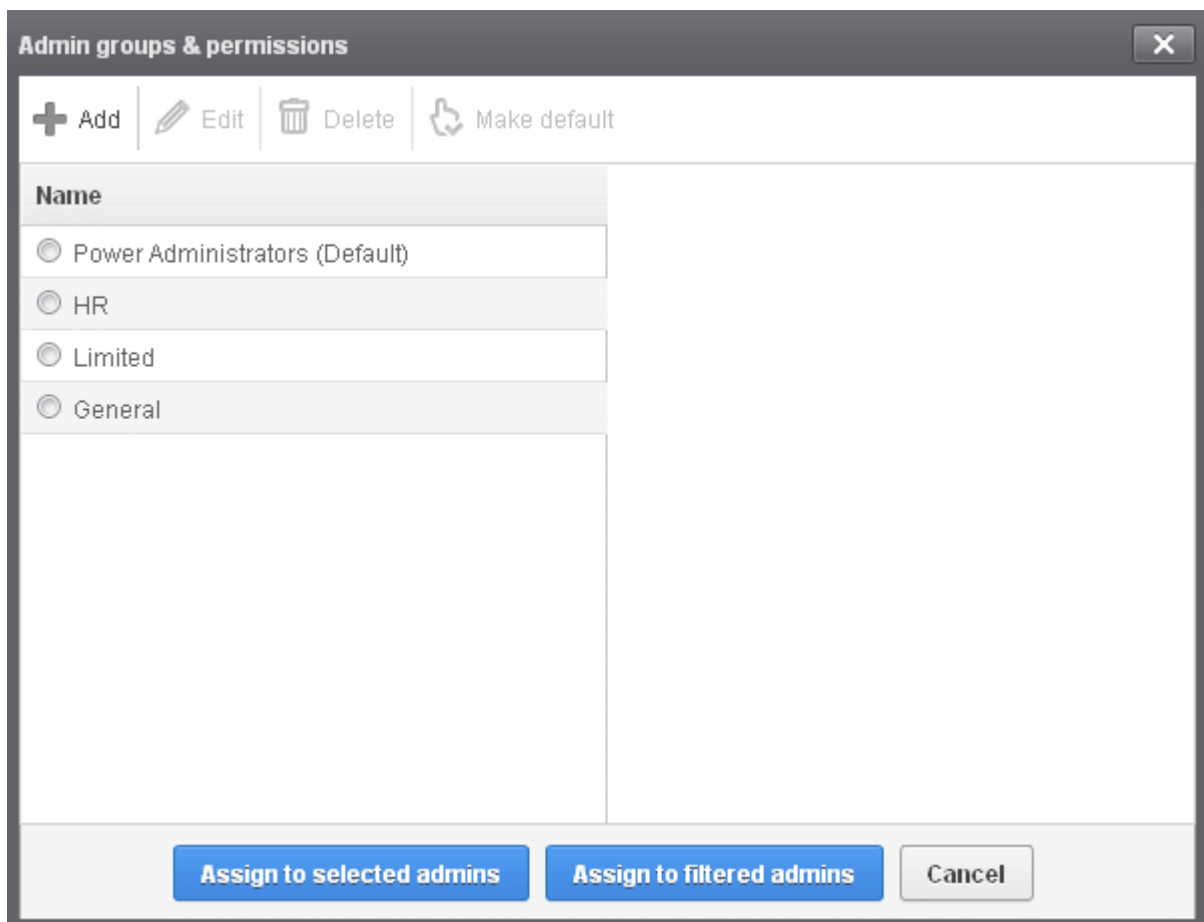 Admin groups & permissions
Add Edit Delete Make default
Name
Power Administrators (Default)
HR
Limited
General
Assign to selected admins Assign to filtered admins Cancel